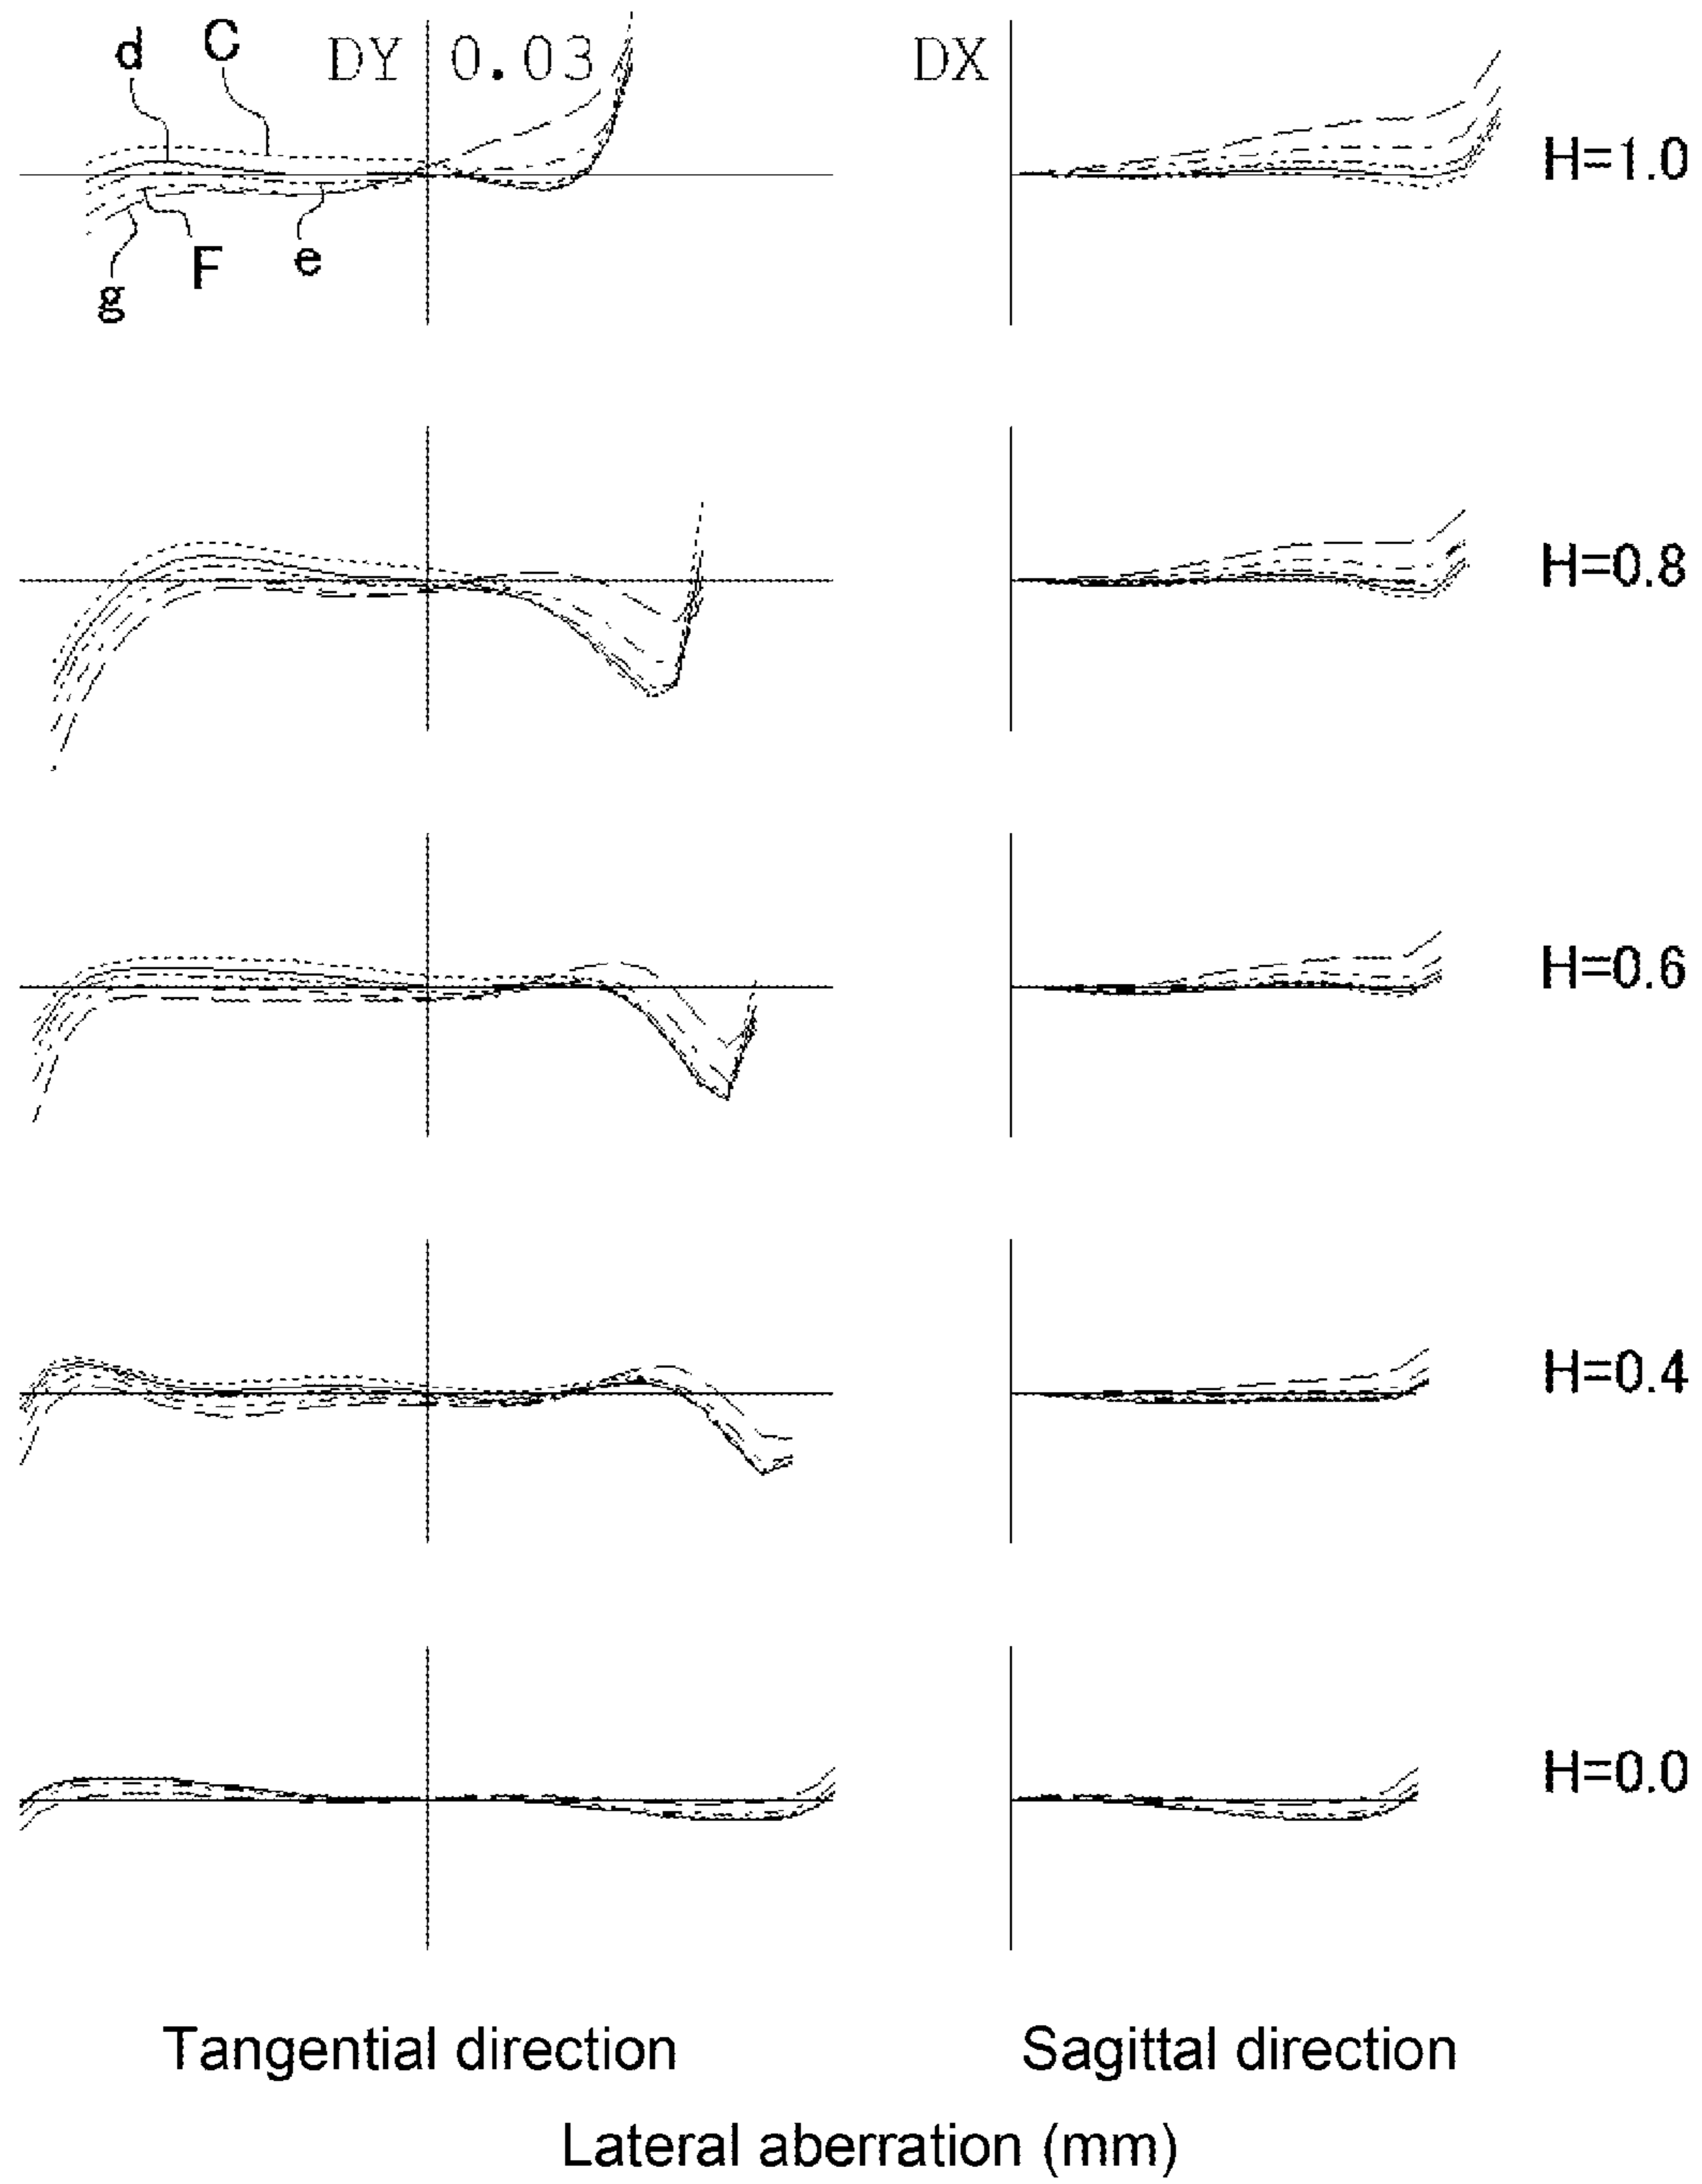 d C DY 0.03 DX
H=1.0
g F e
H=0.8
H=0.6
H=0.4
H=0.0
Tangential direction Sagittal direction
Lateral aberration (mm)